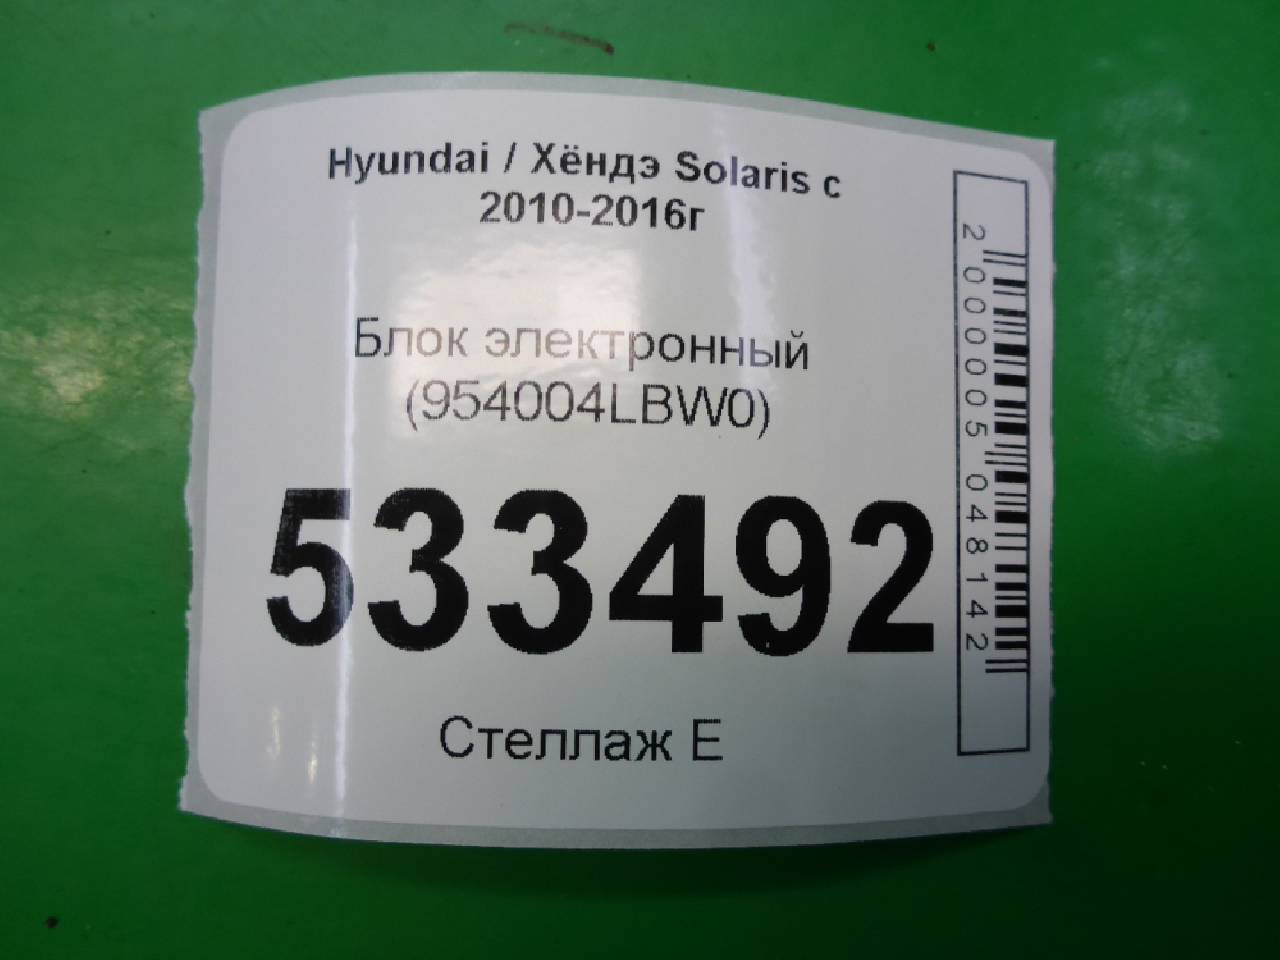 Hyundai / Хёндэ Solaris с
2010-2016г
Блок электронный
(954004LBW0)
533492
Стеллаж Е
2000005048142